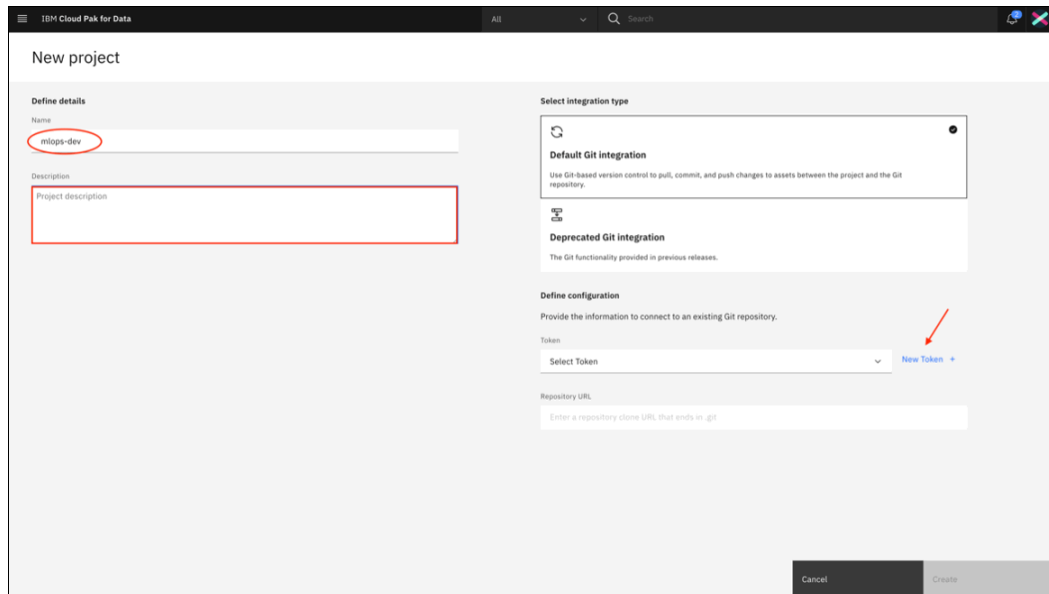 IBM Cloud Pak for Data
All
Search
2
New project
Define details
Name
mlops-dev
Description
Project description
Select integration type
Default Git integration
Use Git-based version control to pull, commit, and push changes to assets between the project and the Git
repository.
Deprecated Git integration
The Git functionality provided in previous releases.
Define configuration
Provide the information to connect to an existing Git repository.
Token
Select Token
New Token +
Repository URL
Enter a repository clone URL that ends in .git
Cancel
Create